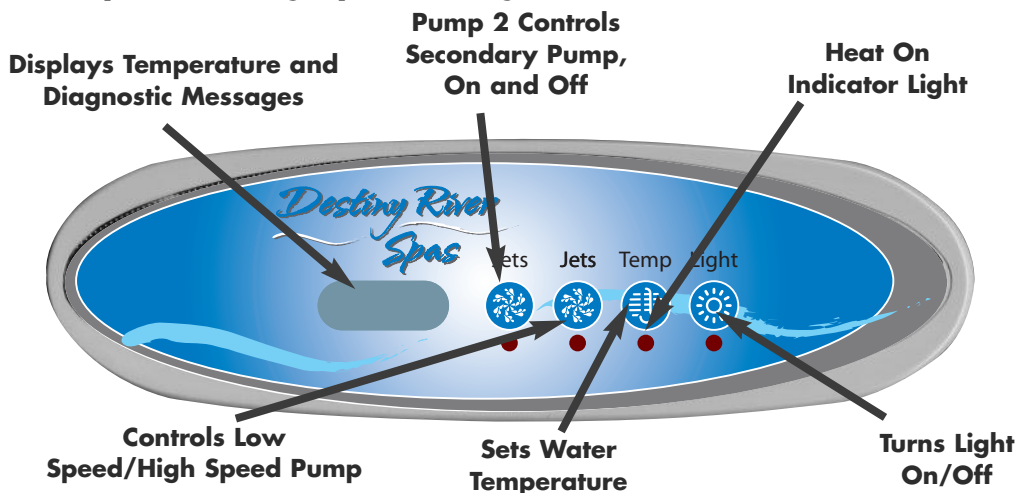 Pump 2 Controls
Secondary Pump,
On and Off
Displays Temperature and
Diagnostic Messages
Heat On
Indicator Light
Destiny River
Spas
Jets
Jets
Temp
Light
Controls Low
Speed/High Speed Pump
Sets Water
Temperature
Turns Light
On/Off